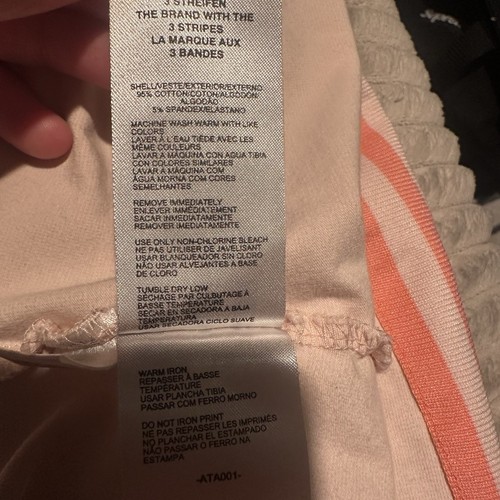 3 STREIFEN
THE BRAND WITH THE
3 STRIPES
LA MARQUE AUX
3 BANDES
SHELL/VESTE/EXTERIOR/EXTERNO
95% COTTON/COTON/ALGODÓN/
ALGODÃO
5% SPANDEX/ELASTANO
MACHINE WASH WARM WITH LIKE
COLORS
LAVER À L'EAU TIÈDE AVEC LES
MÊME COULEURS
LAVAR A MÁQUINA CON AGUA TIBIA
CON COLORES SIMILARES
LAVAR A MÁQUINA COM
ÁGUA MORNA COM CORES
SEMELHANTES
REMOVE IMMEDIATELY
ENLEVER IMMÉDIATEMENT
SACAR INMEDIATAMENTE
REMOVER IMEDIATAMENTE
USE ONLY NON-CHLORINE BLEACH
NE PAS UTILISER DE JAVELISANT
USAR BLANQUEADOR SIN CLORO
NÃO USAR ALVEJANTES A BASE
DE CLORO
TUMBLE DRY LOW
SÉCHAGE PAR CULBUTAGE À
BASSE TEMPÉRATURE
SECAR EN SECADORA A BAJA
TEMPERATURA
USAR SECADORA CICLO SUAVE
WARM IRON
REPASSER À BASSE
TEMPÉRATURE
USAR PLANCHA TIBIA
PASSAR COM FERRO MORNO
DO NOT IRON PRINT
NE PAS REPASSER LES IMPRIMÉS
NO PLANCHAR EL ESTAMPADO
NÃO PASSAR O FERRO NA
ESTAMPA
-ATA001-